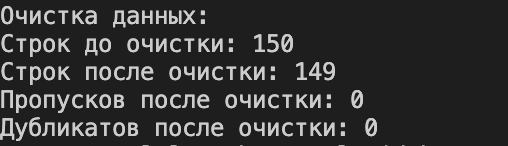 Очистка данных:
Строк до очистки: 150
Строк после очистки: 149
Пропусков после очистки: 0
Дубликатов после очистки: 0